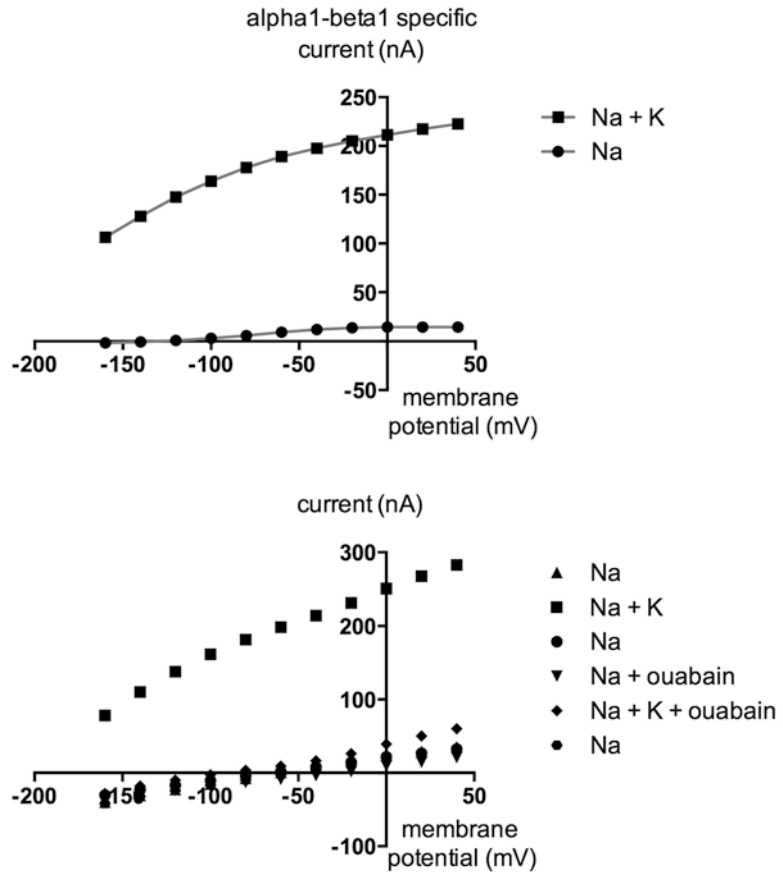 alpha1-beta1 specific
current (nA)
250
200
150
100
50
-200 -150 -100 -50 50
-50
membrane
potential (mV)
Na + K
Na
current (nA)
300
200
100
-200 -150 -100 -50 50
-100
membrane
potential (mV)
Na
Na + K
Na
Na + ouabain
Na + K + ouabain
Na